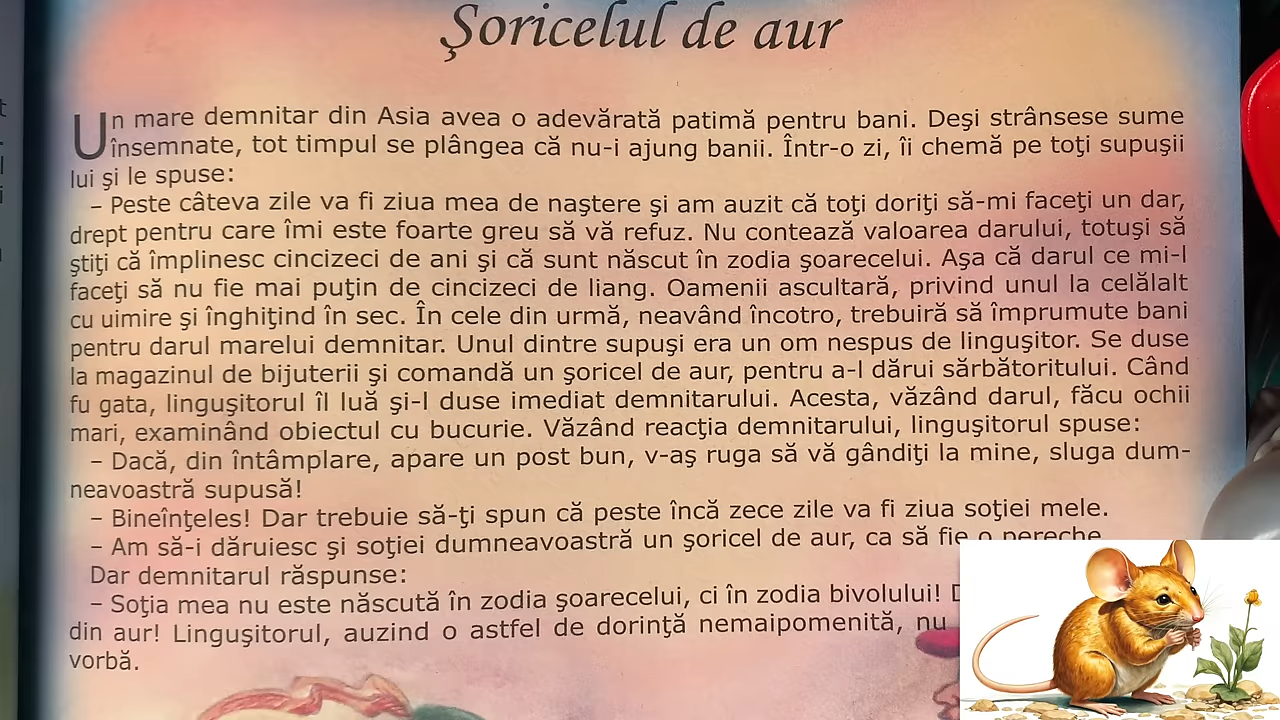 Şoricelul de aur
Un mare demnitar din Asia avea o adevărată patimă pentru bani. Deşi strânsese sume
însemnate, tot timpul se plângea că nu-i ajung banii. Într-o zi, îi chemă pe toţi supuşii
lui şi le spuse:
– Peste câteva zile va fi ziua mea de naştere şi am auzit că toţi doriţi să-mi faceţi un dar,
drept pentru care îmi este foarte greu să vă refuz. Nu contează valoarea darului, totuşi să
ştiţi că împlinesc cincizeci de ani şi că sunt născut în zodia şoarecelui. Aşa că darul ce mi-l
faceţi să nu fie mai puţin de cincizeci de liang. Oamenii ascultară, privind unul la celălalt
cu uimire şi înghiţind în sec. În cele din urmă, neavând încotro, trebuiră să împrumute bani
pentru darul marelui demnitar. Unul dintre supuşi era un om nespus de linguşitor. Se duse
la magazinul de bijuterii şi comandă un şoricel de aur, pentru a-l dărui sărbătoritului. Când
fu gata, linguşitorul îl luă şi-l duse imediat demnitarului. Acesta, văzând darul, făcu ochii
mari, examinând obiectul cu bucurie. Văzând reacţia demnitarului, linguşitorul spuse:
– Dacă, din întâmplare, apare un post bun, v-aş ruga să vă gândiţi la mine, sluga dum-
neavoastră supusă!
– Bineînţeles! Dar trebuie să-ţi spun că peste încă zece zile va fi ziua soţiei mele.
– Am să-i dăruiesc şi soţiei dumneavoastră un şoricel de aur, ca să fie o pereche
Dar demnitarul răspunse:
– Soţia mea nu este născută în zodia şoarecelui, ci în zodia bivolului!
din aur! Linguşitorul, auzind o astfel de dorinţă nemaipomenită, nu
vorbă.